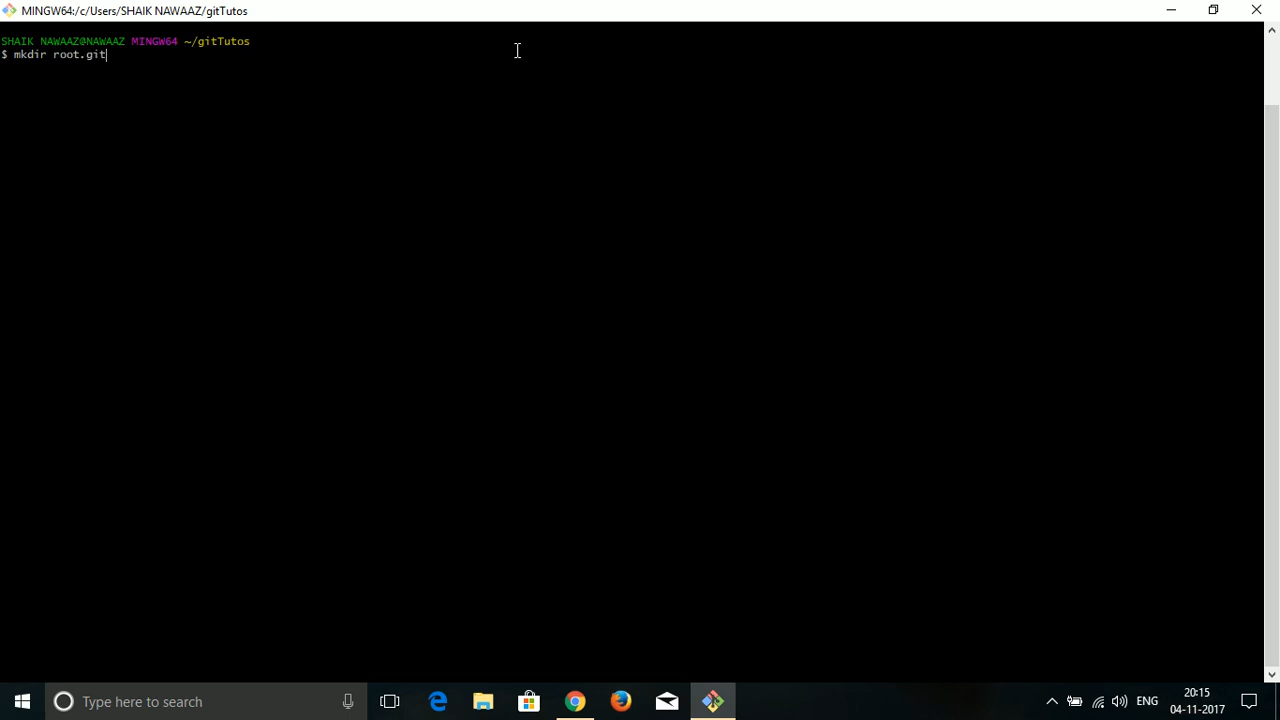 MINGW64:/c/Users/SHAIK NAWAAZ/gitTutos
SHAIK NAWAAZ@NAWAAZ MINGW64 ~/gitTutos
$ mkdir root.git
Type here to search
ENG
20:15
04-11-2017